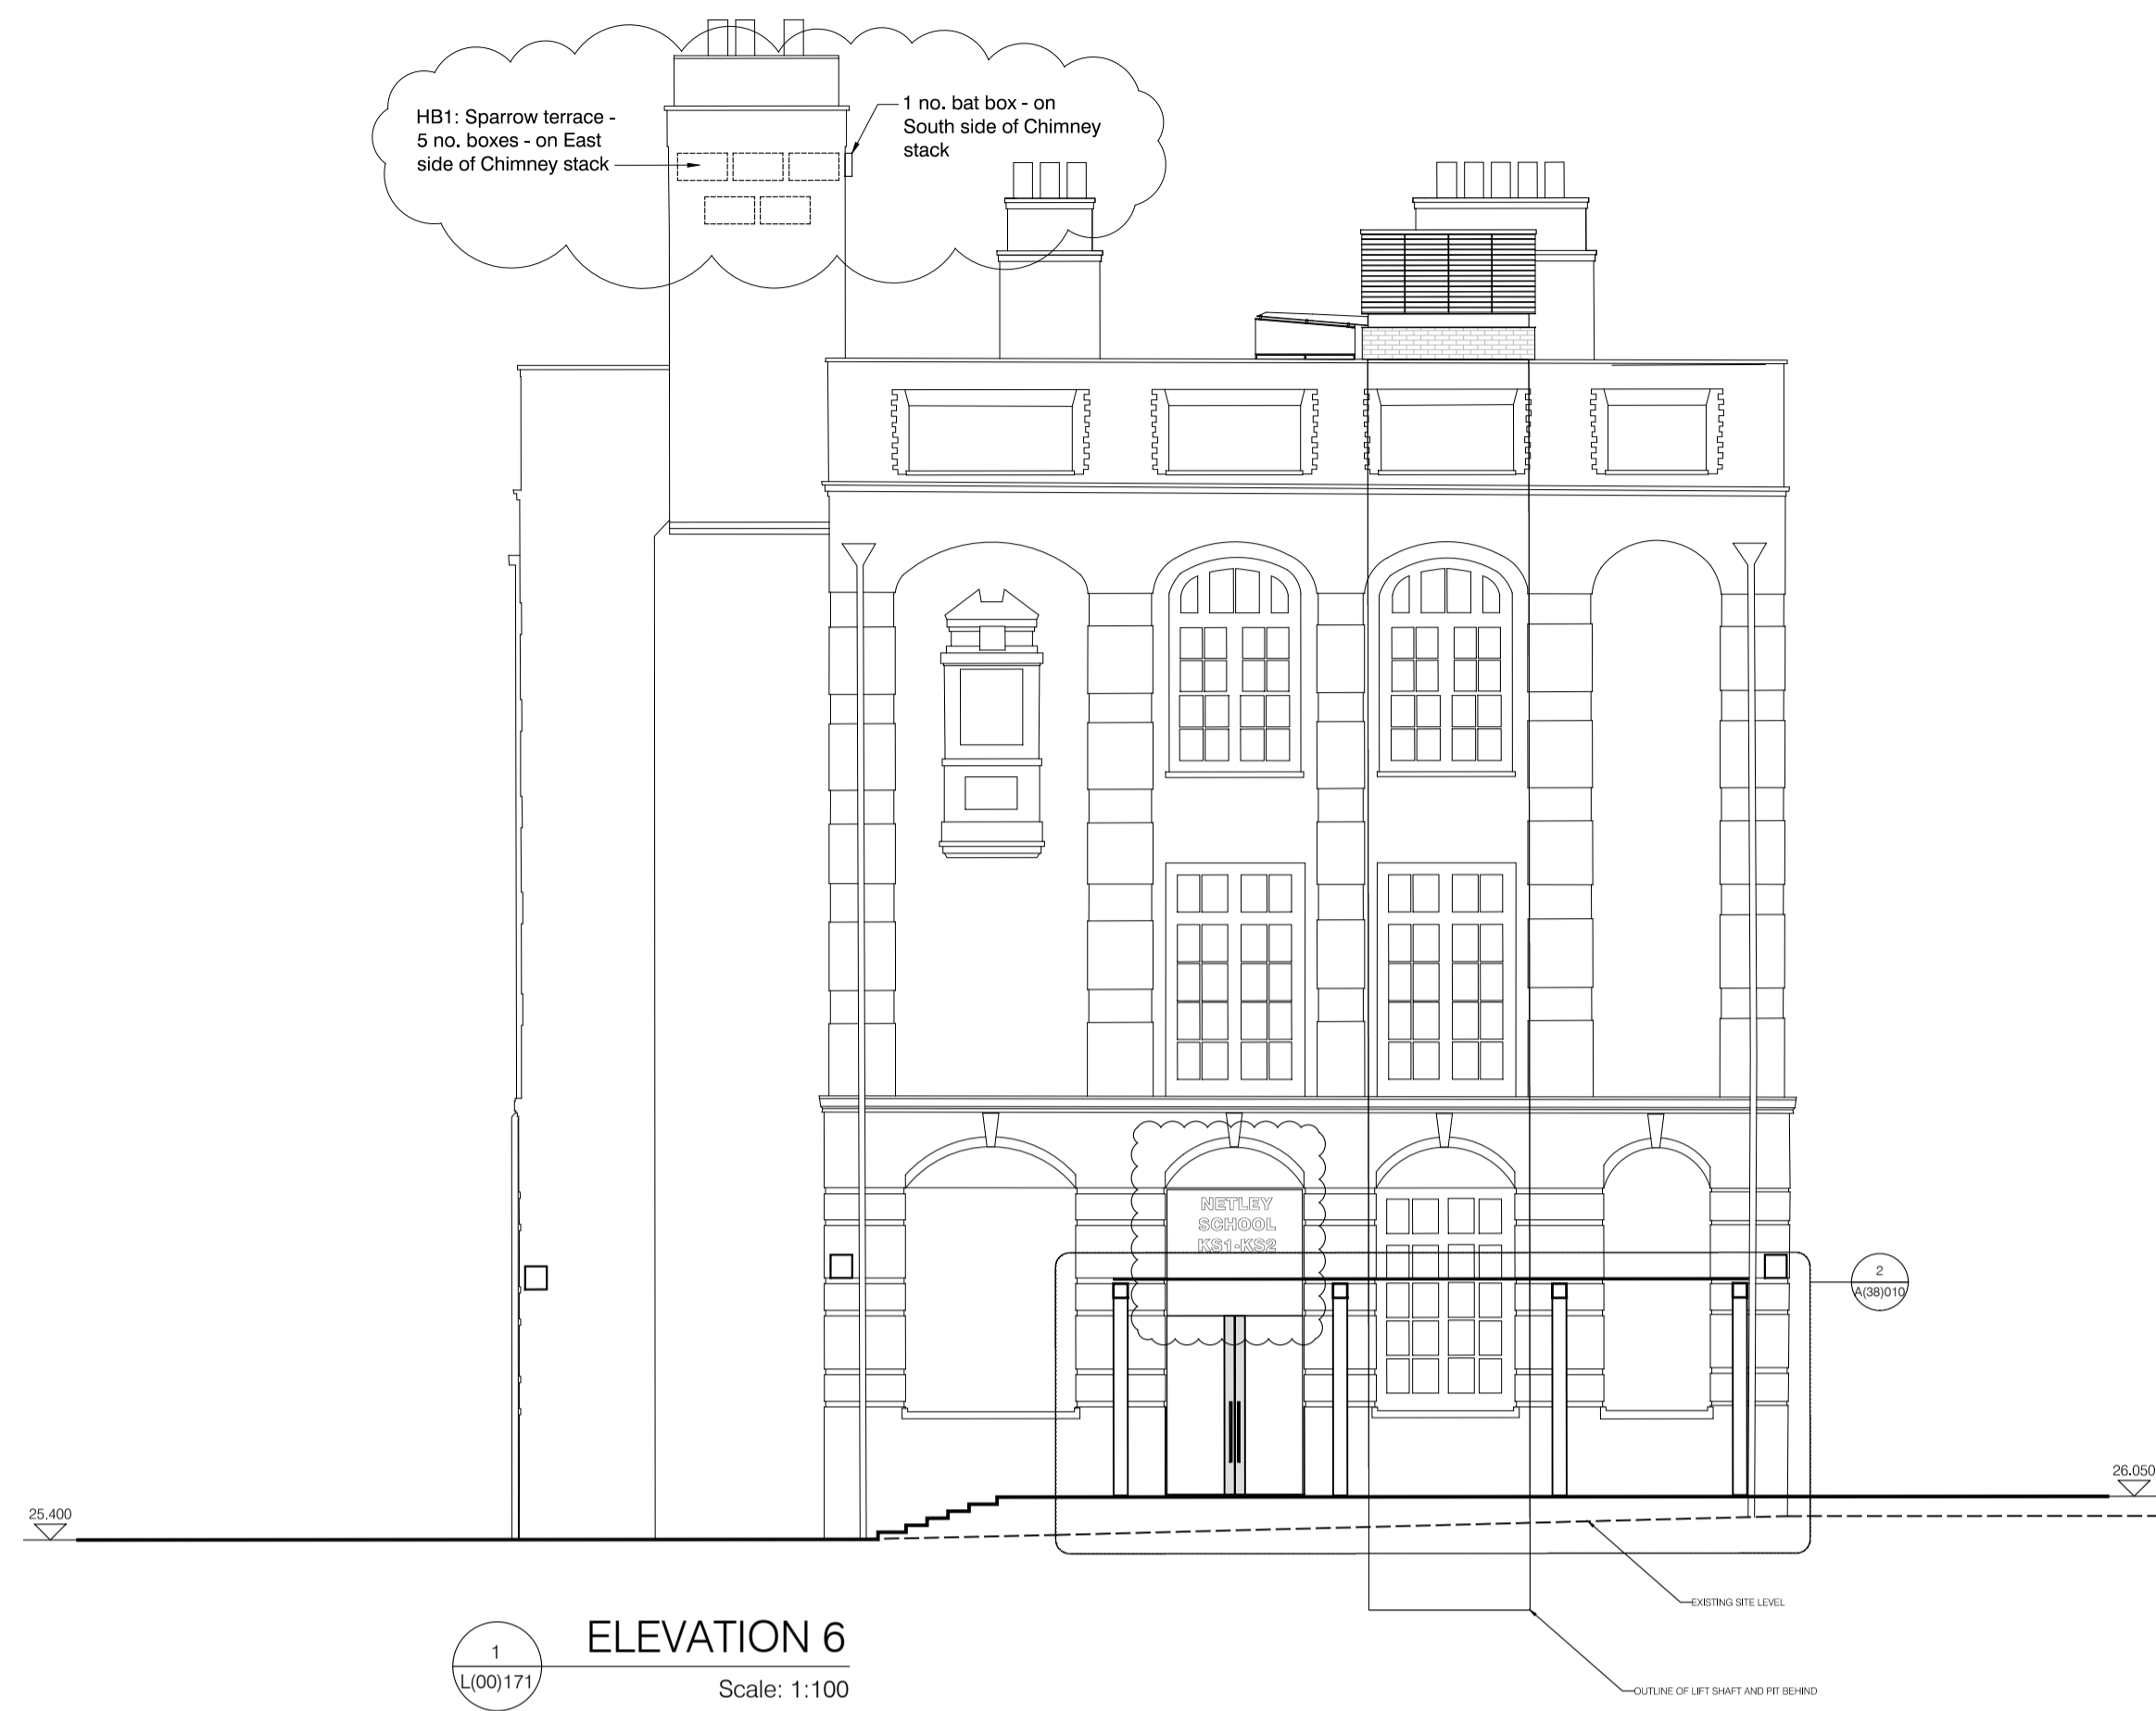 HB1: Sparrow terrace -
5 no. boxes - on East
side of Chimney stack
1 no. bat box - on
South side of Chimney
stack
NETLEY
SCHOOL
KS1-KS2
2
A(38)010
25.400
26.050
EXISTING SITE LEVEL
OUTLINE OF LIFT SHAFT AND PIT BEHIND
1
L(00)171
ELEVATION 6
Scale: 1:100